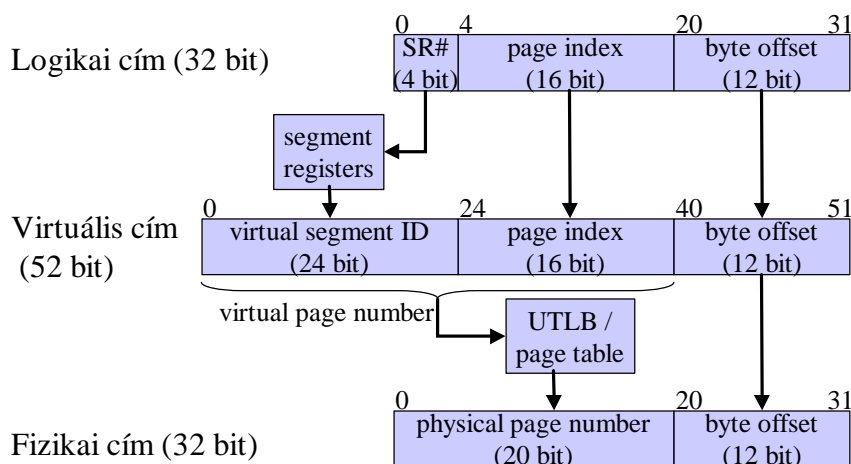 0 4 20 31
Logikai cím (32 bit)
SR# page index byte offset
(4 bit) (16 bit) (12 bit)
segment
registers
0 24 40 51
Virtuális cím
(52 bit)
virtual segment ID page index byte offset
(24 bit) (16 bit) (12 bit)
virtual page number
UTLB /
page table
0 20 31
Fizikai cím (32 bit)
physical page number byte offset
(20 bit) (12 bit)